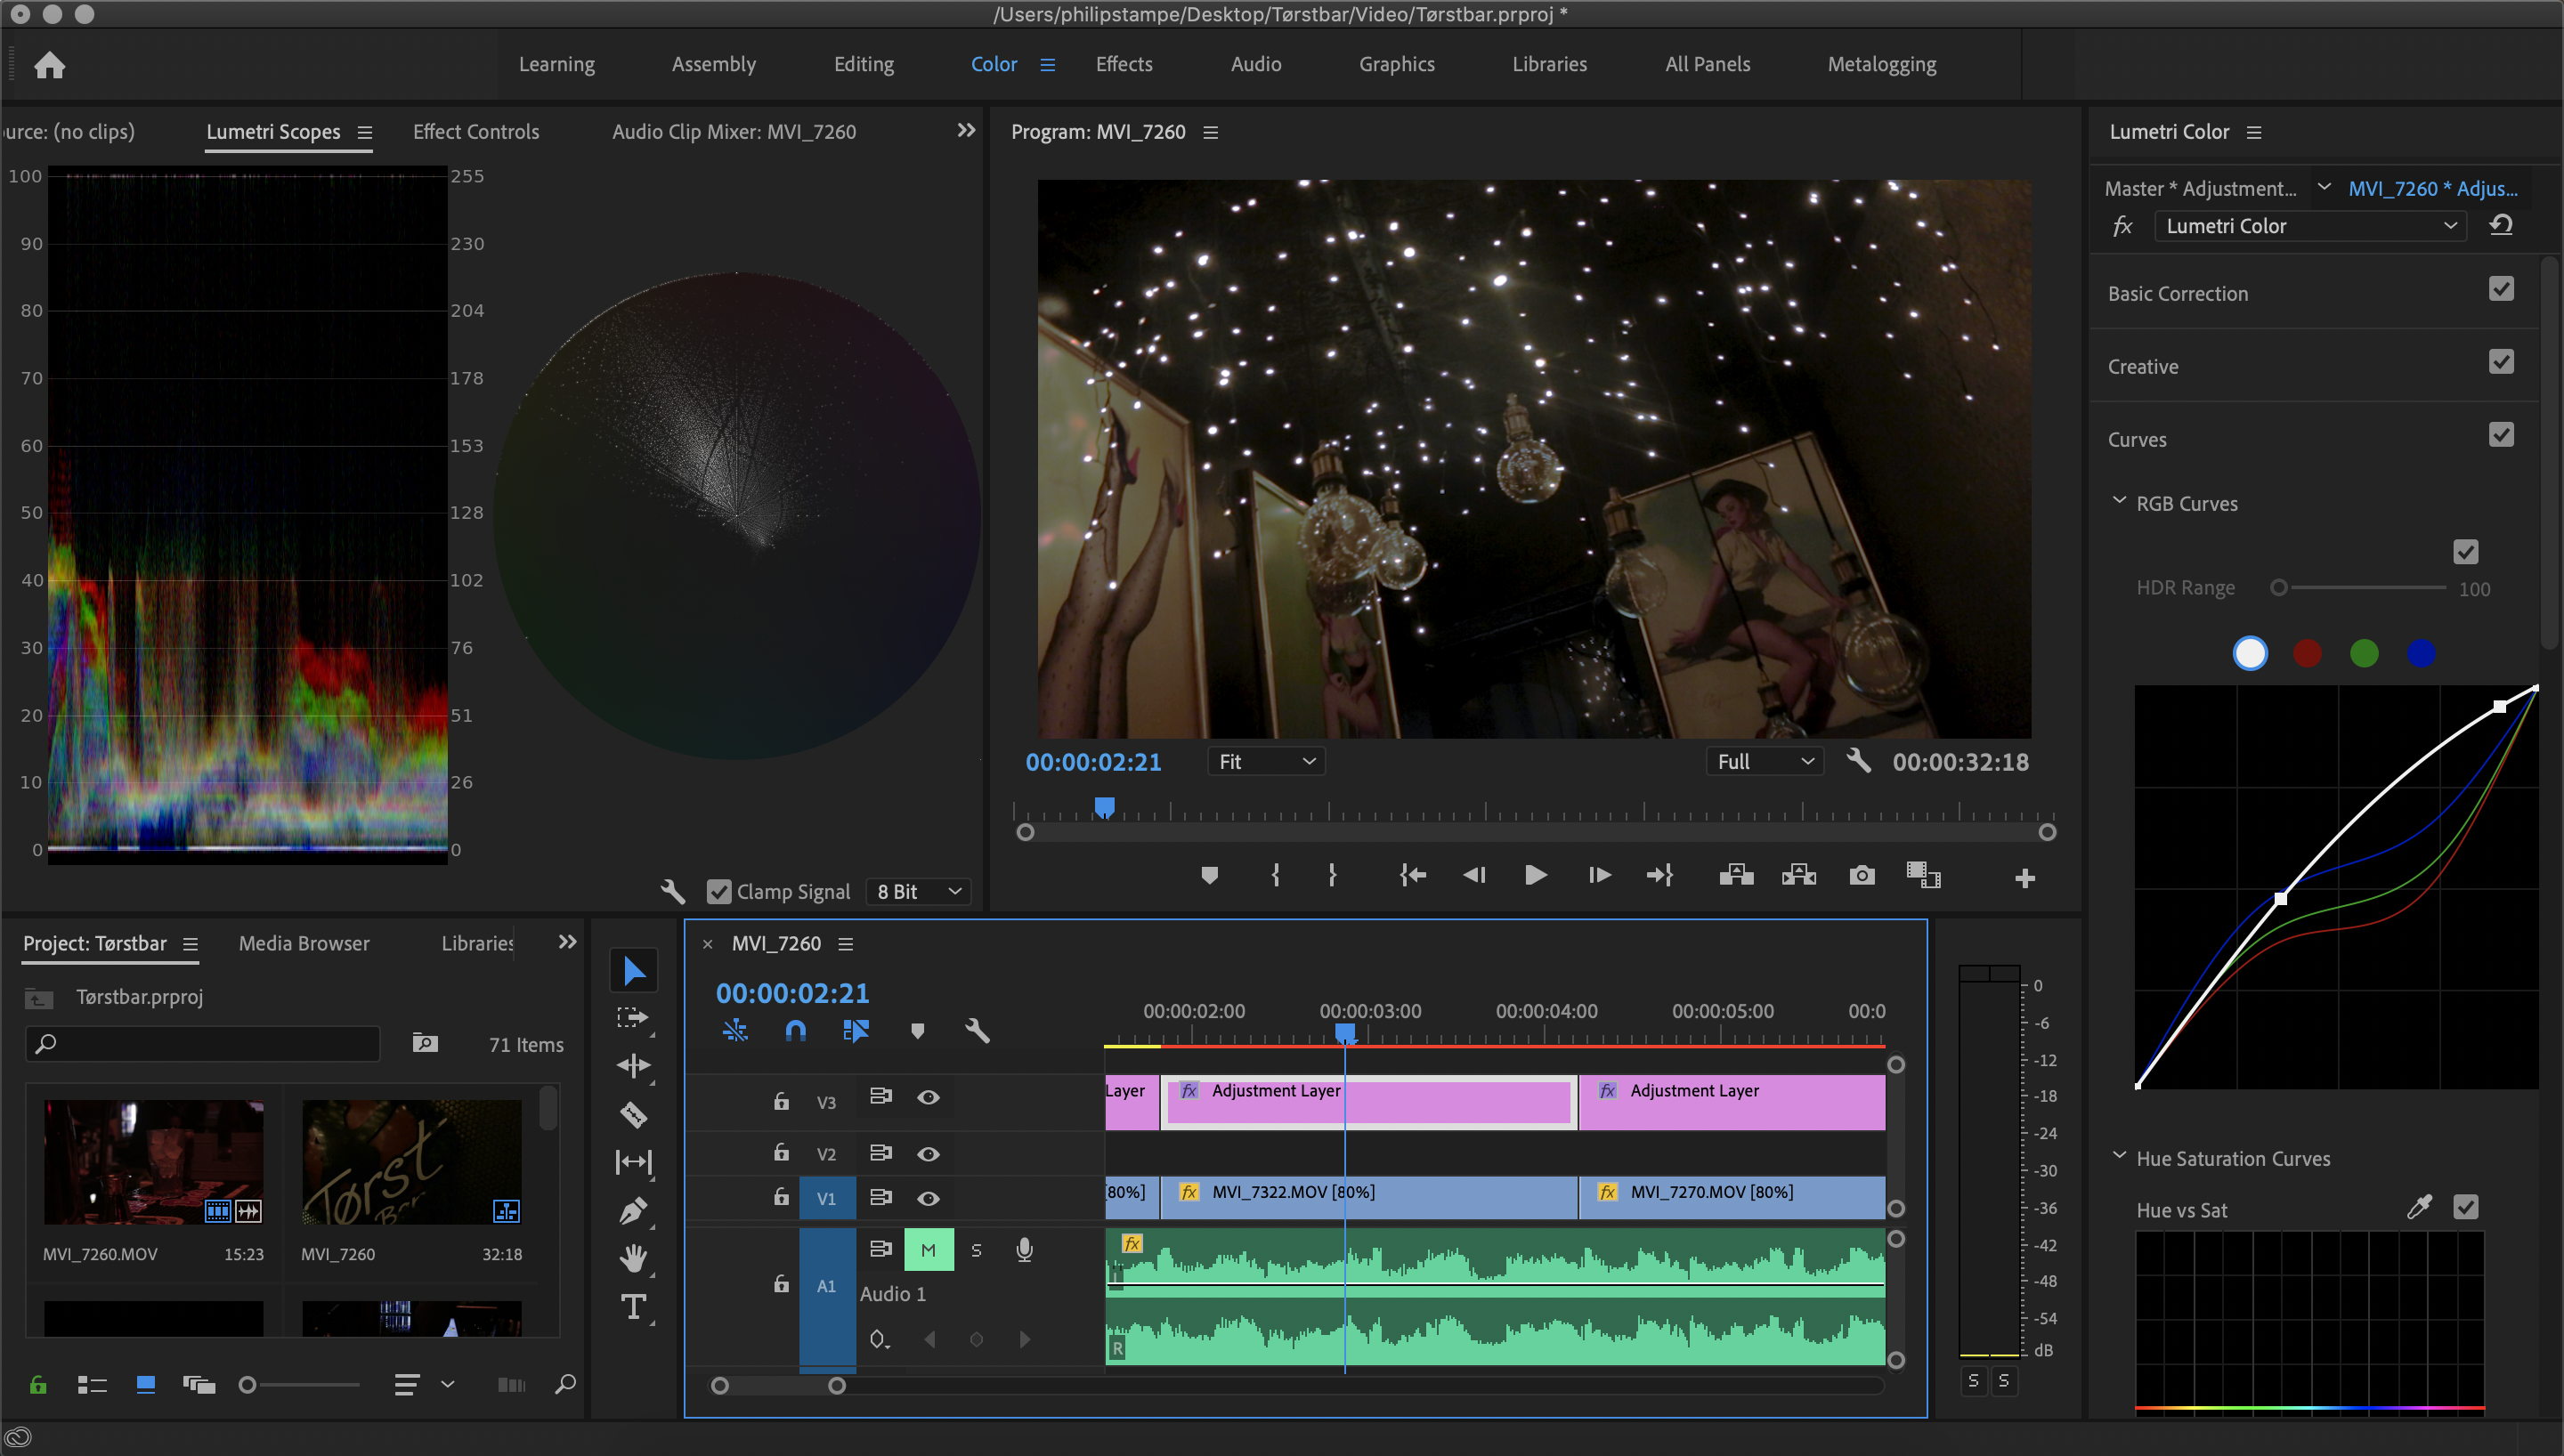 /Users/philipstampe/Desktop/Tørstbar/Video/Tørstbar.prproj *
Learning Assembly Editing Color Effects Audio Graphics Libraries All Panels Metalogging
urce: (no clips) Lumetri Scopes Effect Controls Audio Clip Mixer: MVI_7260
100 255
90 230
80 204
70 178
60 153
50 128
40 102
30 76
20 51
10 26
0 0
Clamp Signal 8 Bit
Program: MVI_7260
00:00:02:21 Fit Full 00:00:32:18
Lumetri Color
Master * Adjustment... MVI_7260 * Adjus...
fx Lumetri Color
Basic Correction
Creative
Curves
RGB Curves
HDR Range 100
Hue Saturation Curves
Hue vs Sat
Project: Tørstbar Media Browser Libraries
Tørstbar.prproj
71 Items
Tørst
Bar
MVI_7260.MOV 15:23 MVI_7260 32:18
× MVI_7260
00:00:02:21
00:00:02:00 00:00:03:00 00:00:04:00 00:00:05:00 00:0
V3 Layer fx Adjustment Layer fx Adjustment Layer
V2
V1 [80%] fx MVI_7322.MOV [80%] fx MVI_7270.MOV [80%]
A1 M S fx
L
Audio 1
R
0
-6
-12
-18
-24
-30
-36
-42
-48
-54
dB
S S
T